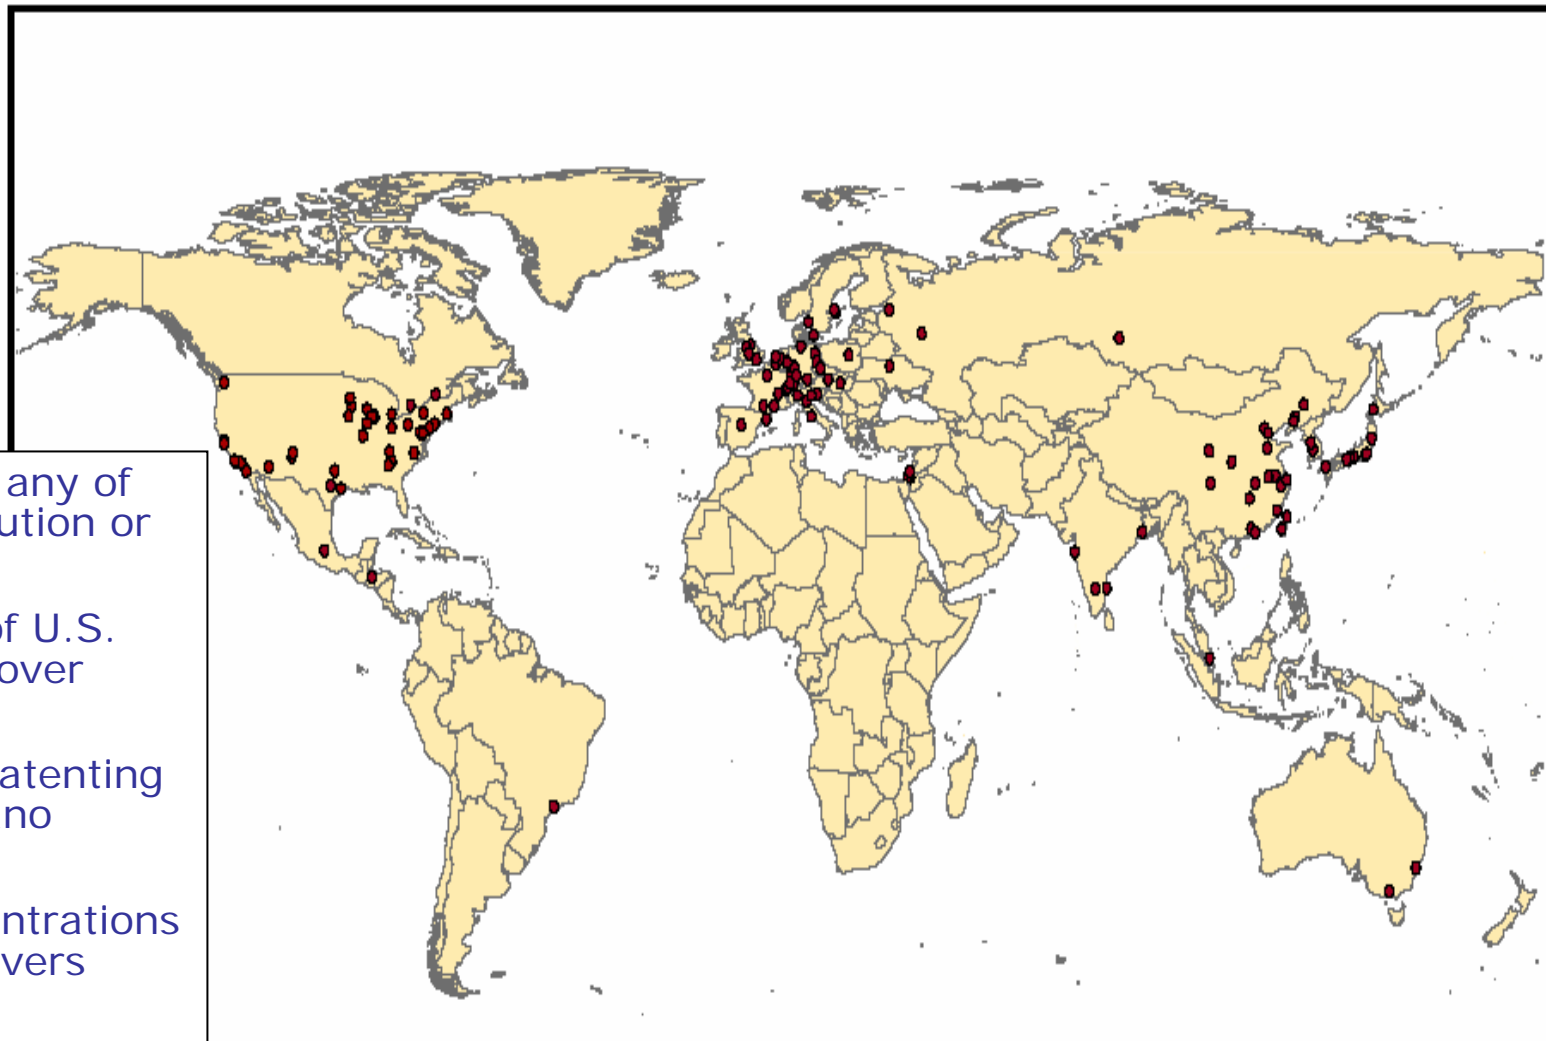 any of
ution or
of U.S.
over
atenting
no
ntrations
vers